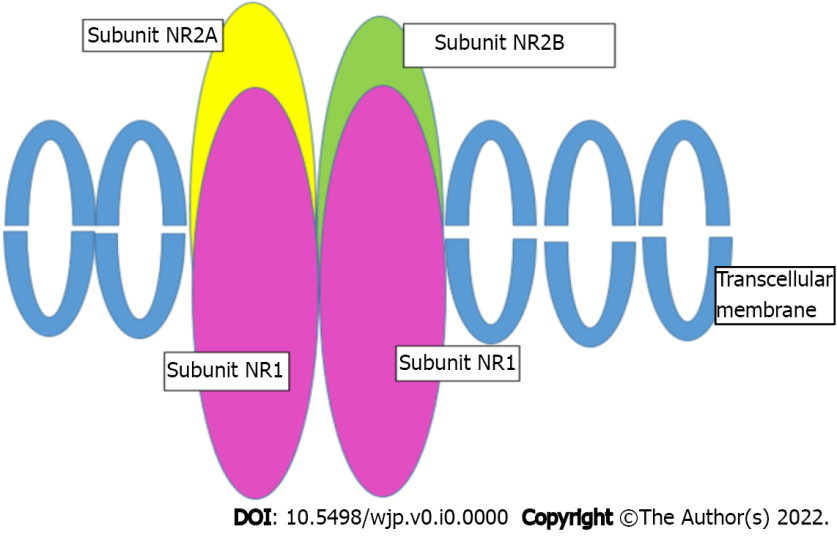 Subunit NR2A
Subunit NR2B
Transcellular
membrane
Subunit NR1
Subunit NR1
DOI: 10.5498/wjp.v0.i0.0000 Copyright ©The Author(s) 2022.